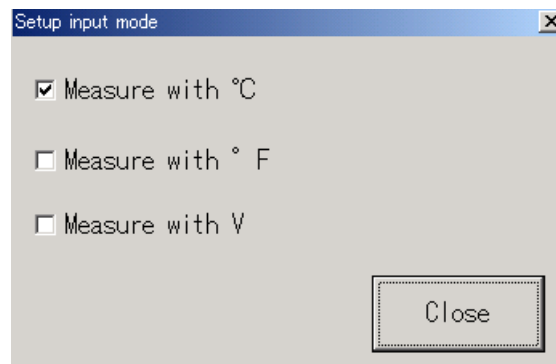 Setup input mode
Measure with ℃
Measure with ° F
Measure with V
Close